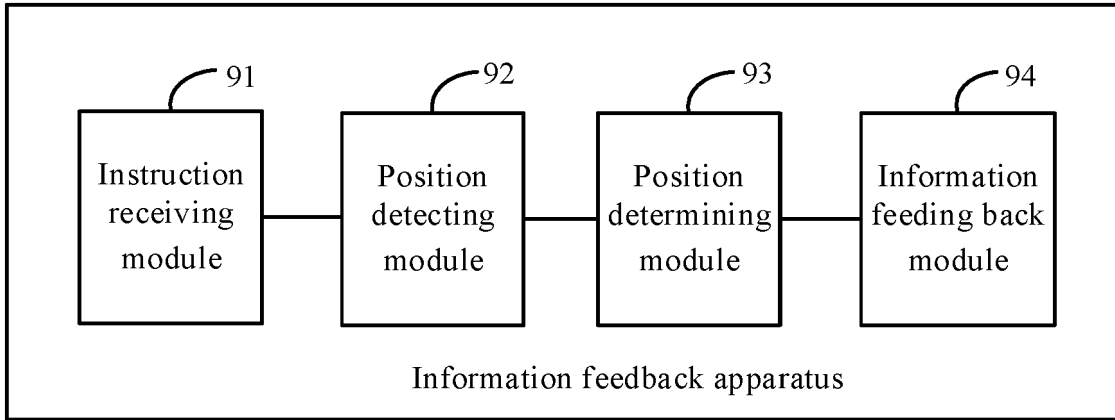 91
92
93
94
Instruction
receiving
module
Position
detecting
module
Position
determining
module
Information
feeding back
module
Information feedback apparatus